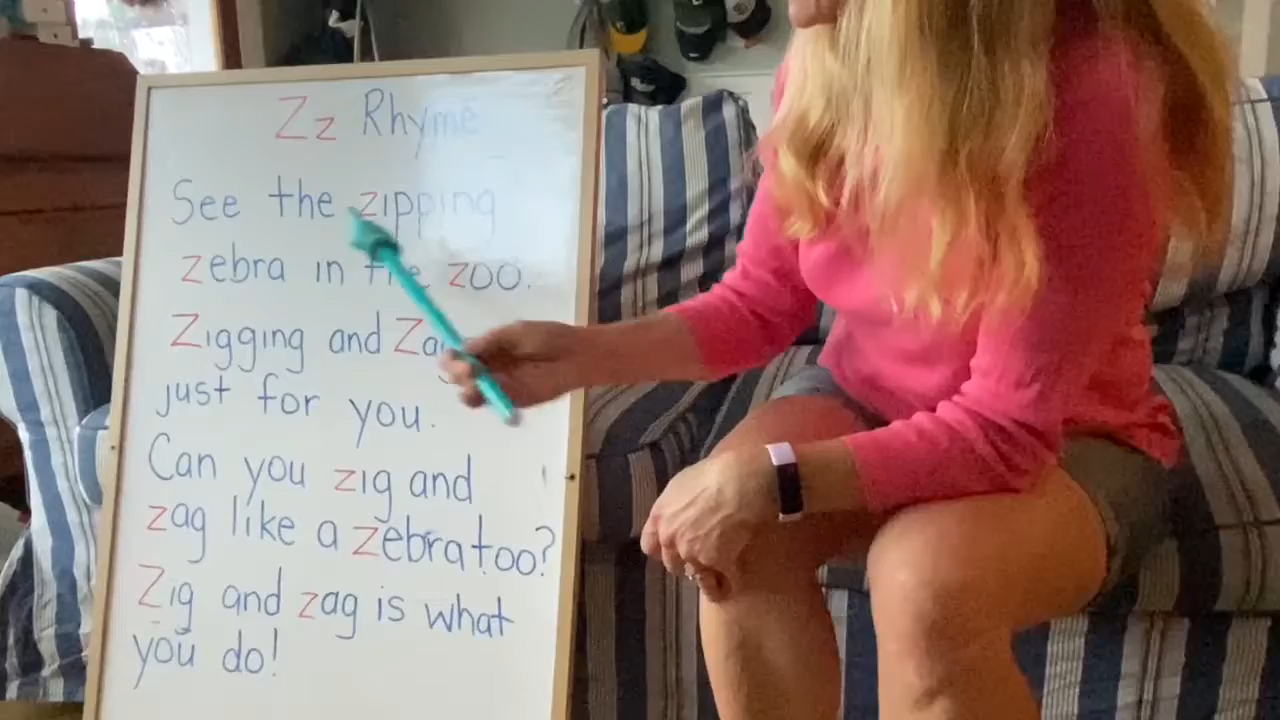 Zz Rhyme
See the zipping
zebra in the zoo.
Zigging and
just for you.
Can you zig and
zag like a zebra too?
Zig and zag is what
you do!